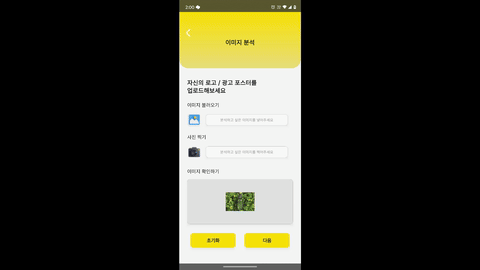 2:00
이미지 분석
자신의 로고 / 광고 포스터를
업로드해보세요
이미지 불러오기
분석하고 싶은 이미지를 넣어주세요
사진 찍기
분석하고 싶은 이미지를 찍어주세요
이미지 확인하기
초기화
다음